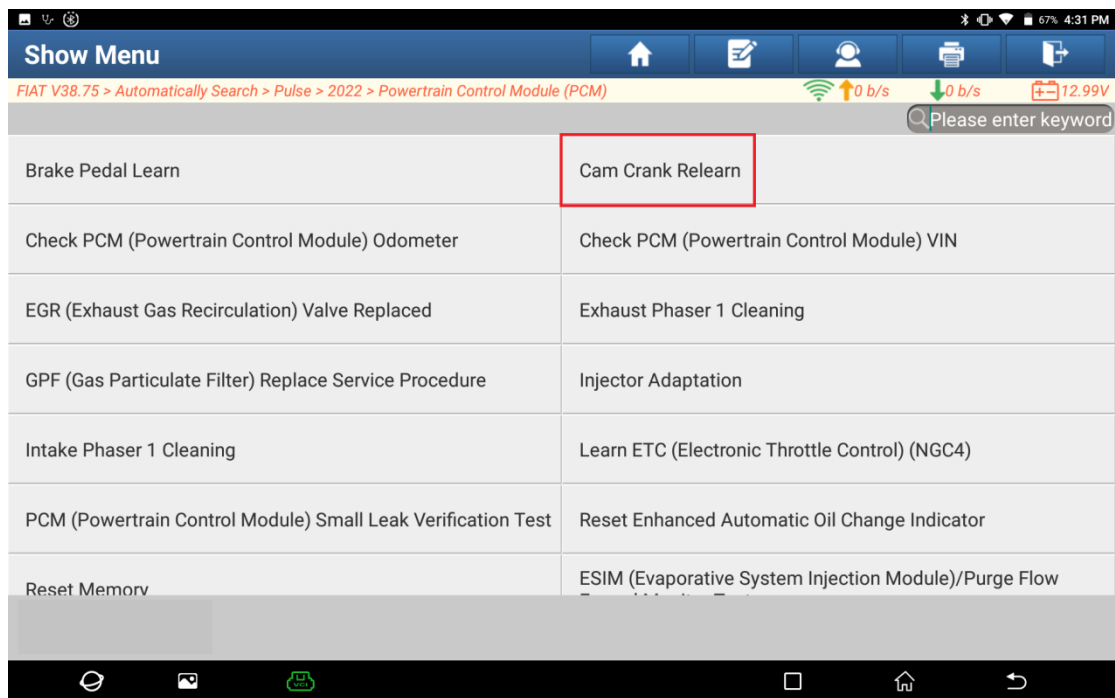 67% 4:31 PM
Show Menu
FIAT V38.75 > Automatically Search > Pulse > 2022 > Powertrain Control Module (PCM)
0 b/s
0 b/s
12.99V
Please enter keyword
Brake Pedal Learn
Cam Crank Relearn
Check PCM (Powertrain Control Module) Odometer
Check PCM (Powertrain Control Module) VIN
EGR (Exhaust Gas Recirculation) Valve Replaced
Exhaust Phaser 1 Cleaning
GPF (Gas Particulate Filter) Replace Service Procedure
Injector Adaptation
Intake Phaser 1 Cleaning
Learn ETC (Electronic Throttle Control) (NGC4)
PCM (Powertrain Control Module) Small Leak Verification Test
Reset Enhanced Automatic Oil Change Indicator
Reset Memory
ESIM (Evaporative System Injection Module)/Purge Flow
VCI